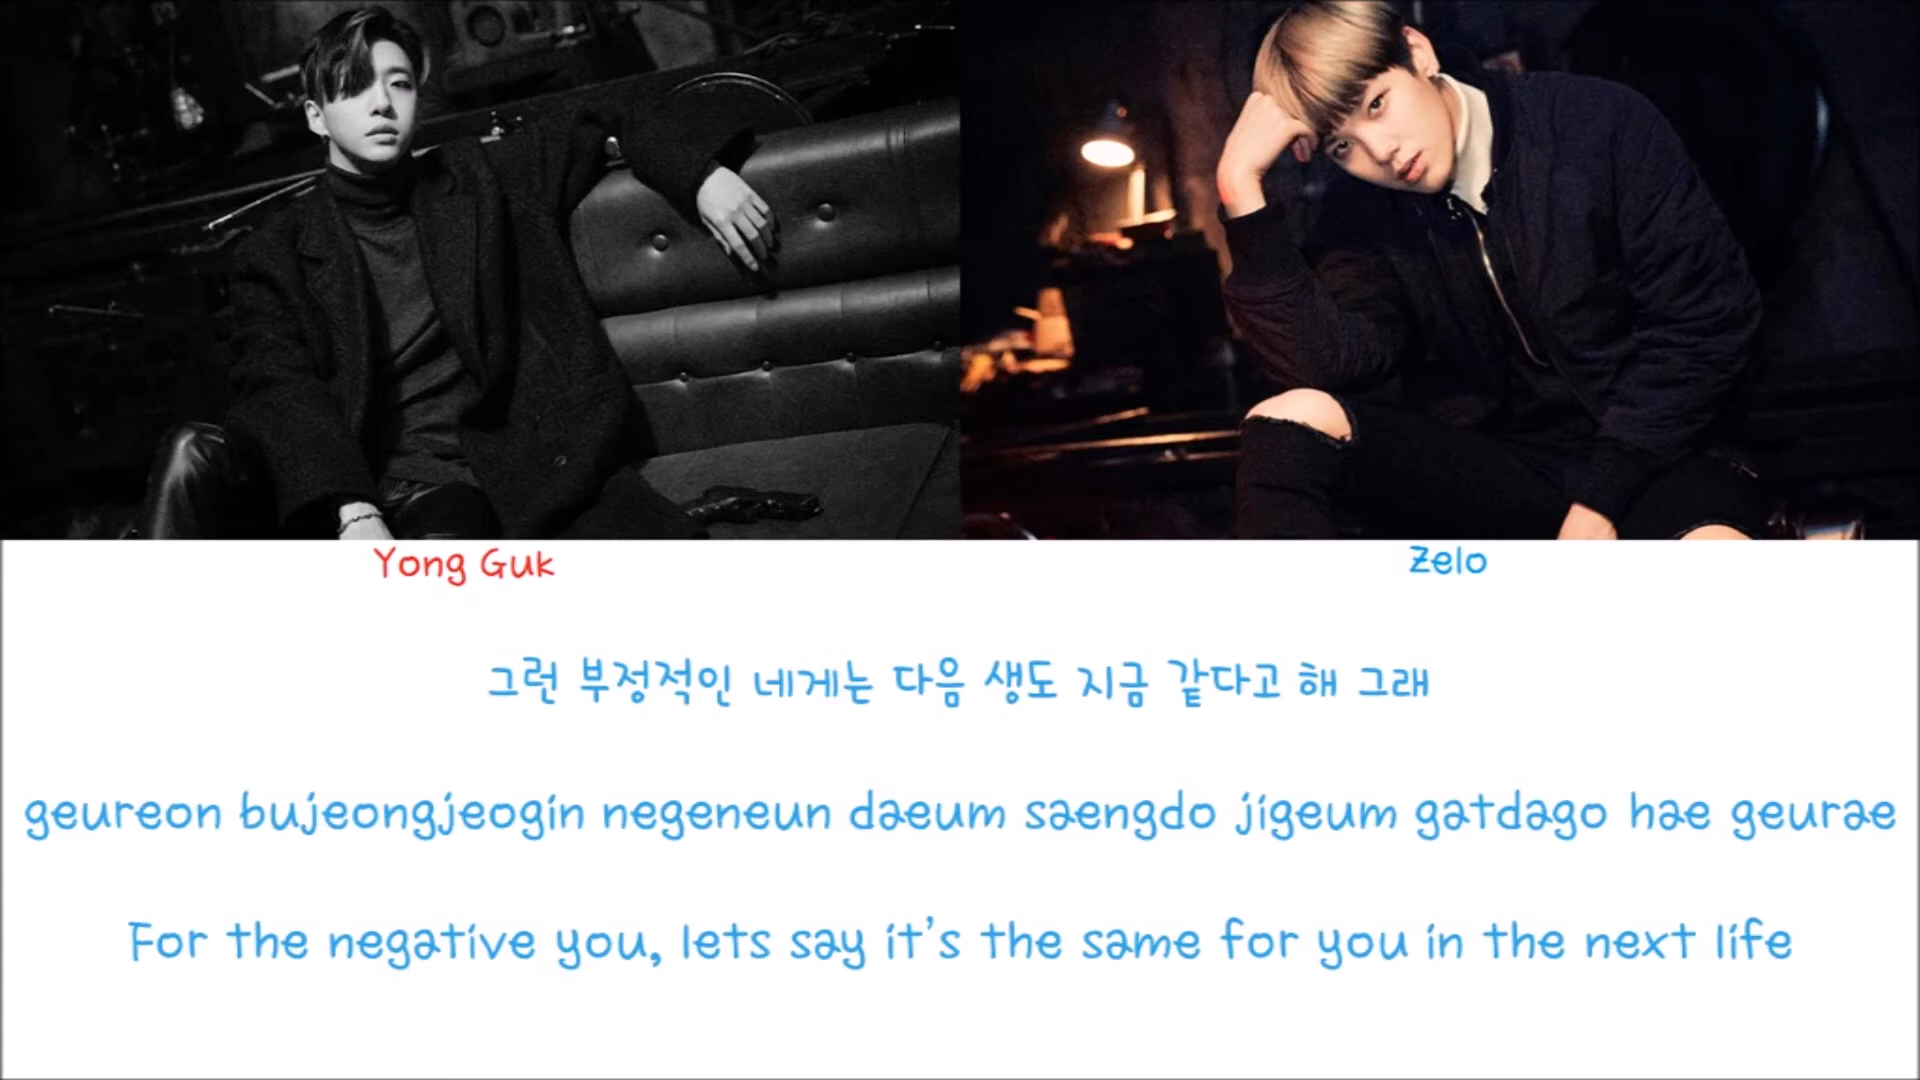 Yong Guk
Zelo
그런 부정적인 네게는 다음 생도 지금 같다고 해 그래
geureon bujeongjeogin negeneun daeum saengdo jigeum gatdago hae geurae
For the negative you, lets say it's the same for you in the next life